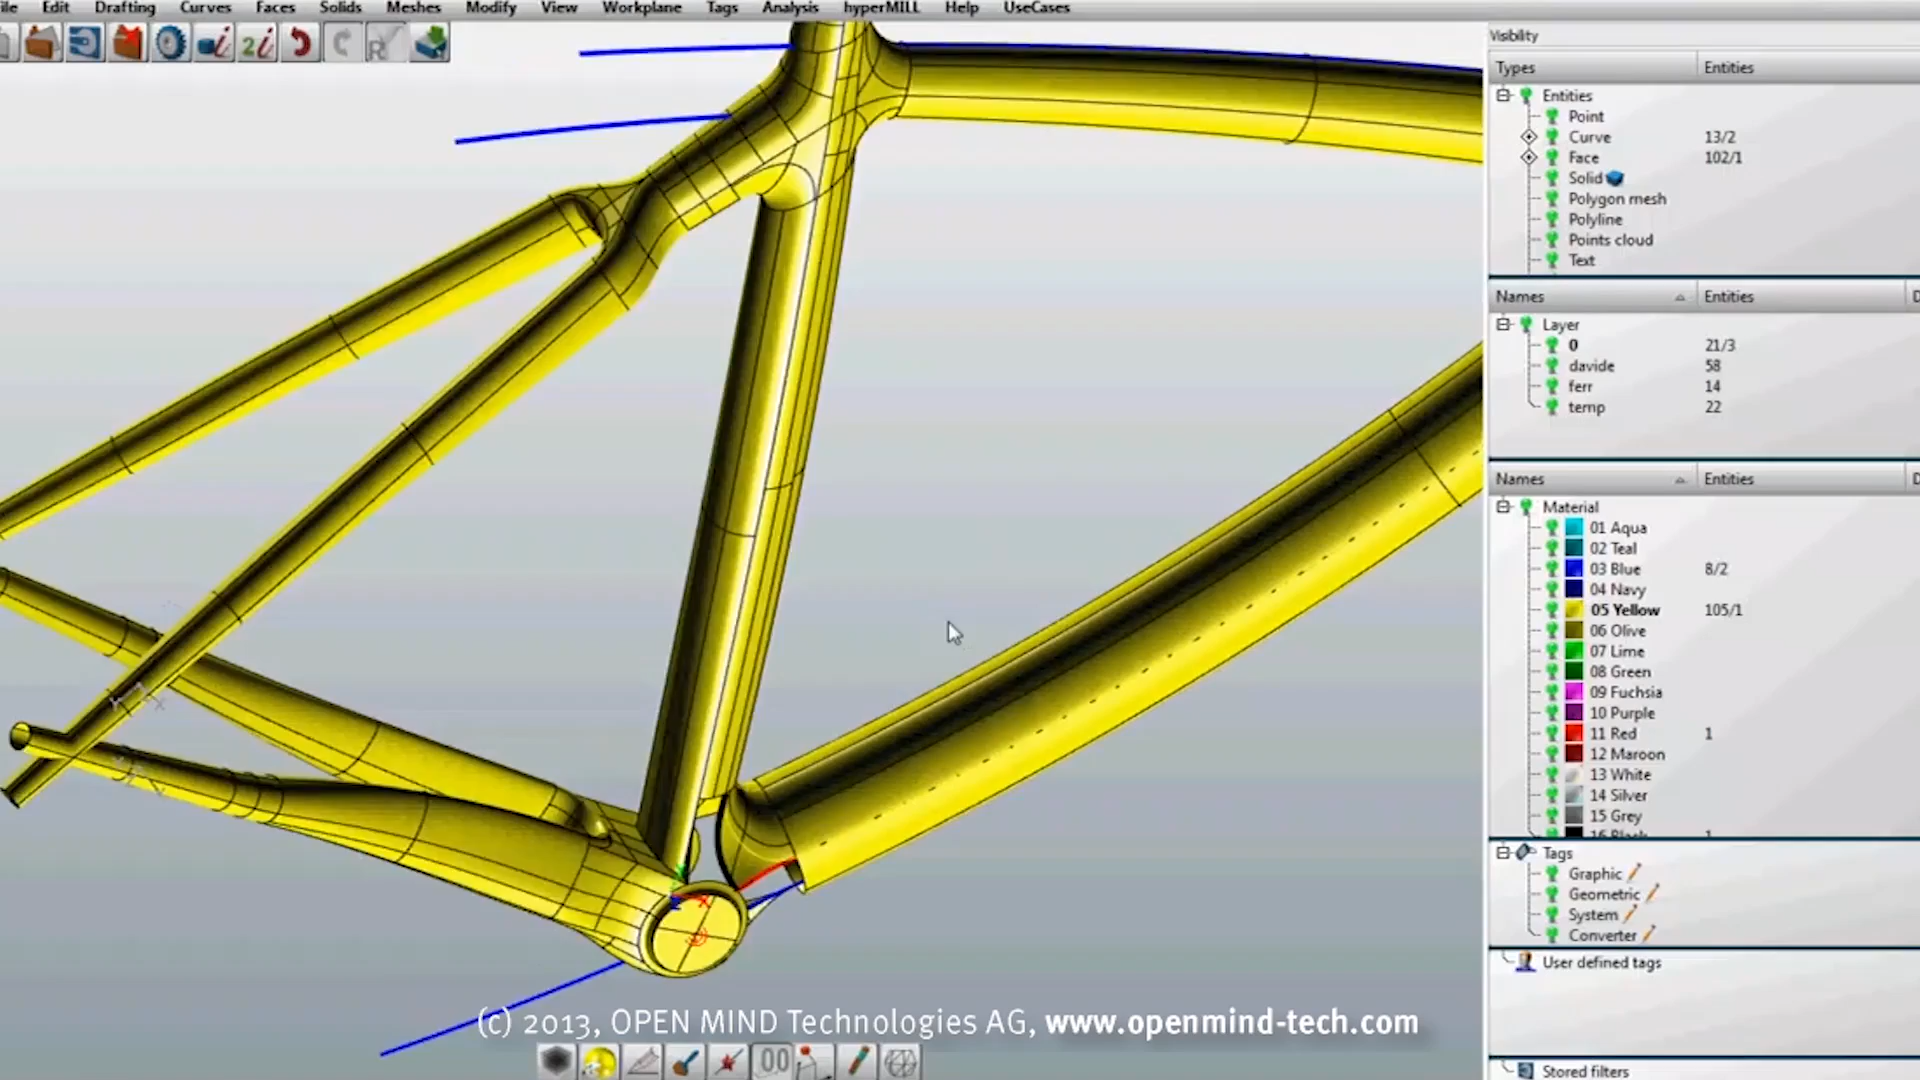 ile Edit Drafting Curves Faces Solids Meshes Modify View Workplane Tags Analysis hyperMILL Help UseCases
Visibility
Types Entities
Entities
Point
Curve 13/2
Face 102/1
Solid
Polygon mesh
Polyline
Points cloud
Text
Names Entities D
Layer
0 21/3
davide 58
ferr 14
temp 22
Names Entities D
Material
01 Aqua
02 Teal
03 Blue 8/2
04 Navy
05 Yellow 105/1
06 Olive
07 Lime
08 Green
09 Fuchsia
10 Purple
11 Red 1
12 Maroon
13 White
14 Silver
15 Grey
16 Black 1
Tags
Graphic
Geometric
System
Converter
User defined tags
Stored filters
(c) 2013, OPEN MIND Technologies AG, www.openmind-tech.com